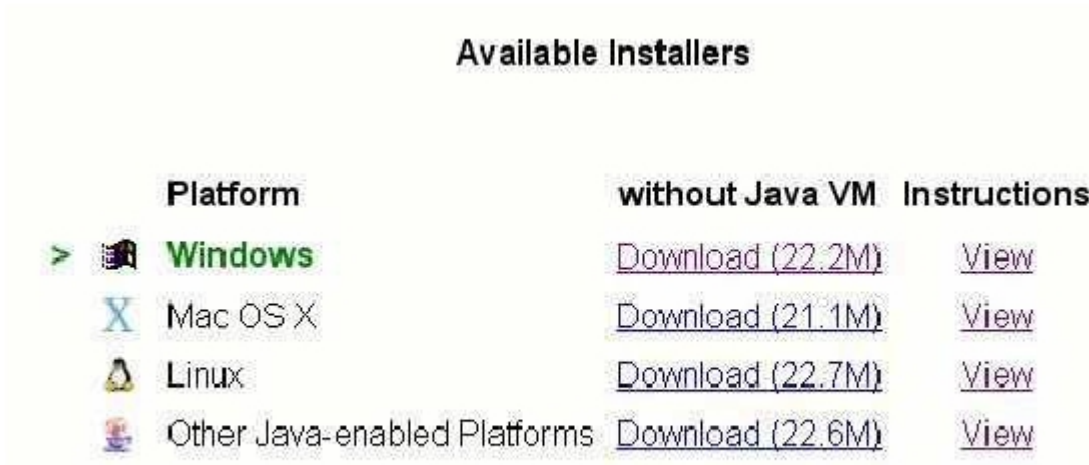 Available Installers
Platform without Java VM Instructions
> Windows Download (22.2M) View
Mac OS X Download (21.1M) View
Linux Download (22.7M) View
Other Java-enabled Platforms Download (22.6M) View